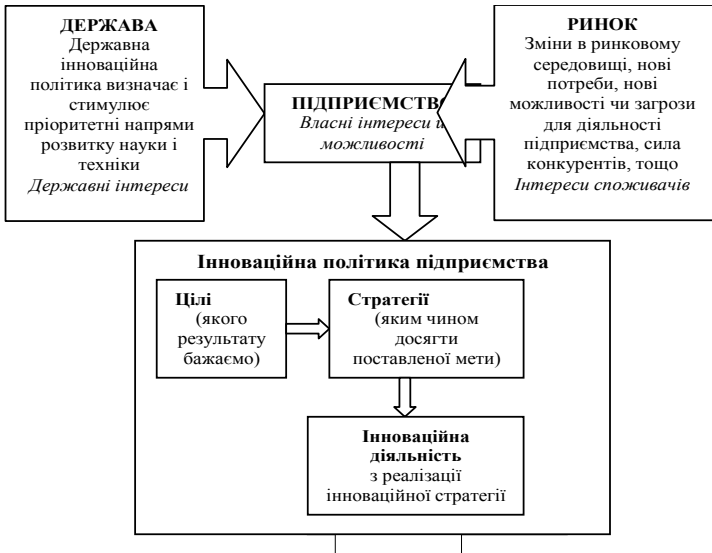 ДЕРЖАВА
Державна
інноваційна
політика визначає і
стимулює
пріоритетні напрями
розвитку науки і
техніки
Державні інтереси
ПІДПРИЄМСТВО
Власні інтереси й
можливості
РИНОК
Зміни в ринковому
середовищі, нові
потреби, нові
можливості чи загрози
для діяльності
підприємства, сила
конкурентів, тощо
Інтереси споживачів
Інноваційна політика підприємства
Цілі
(якого
результату
бажаємо)
Стратегії
(яким чином
досягти
поставленої мети)
Інноваційна
діяльність
з реалізації
інноваційної стратегії